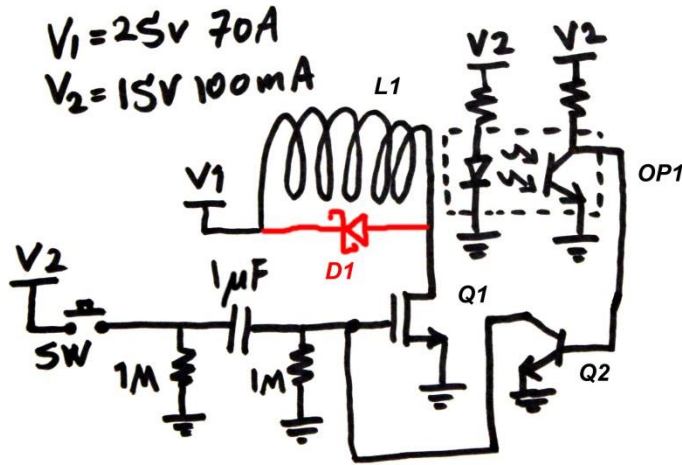 V1=25v 70A
V2=15V 100mA
L1
V2
V2
V1
OP1
D1
V2
1μF
Q1
SW
1M
1M
Q2